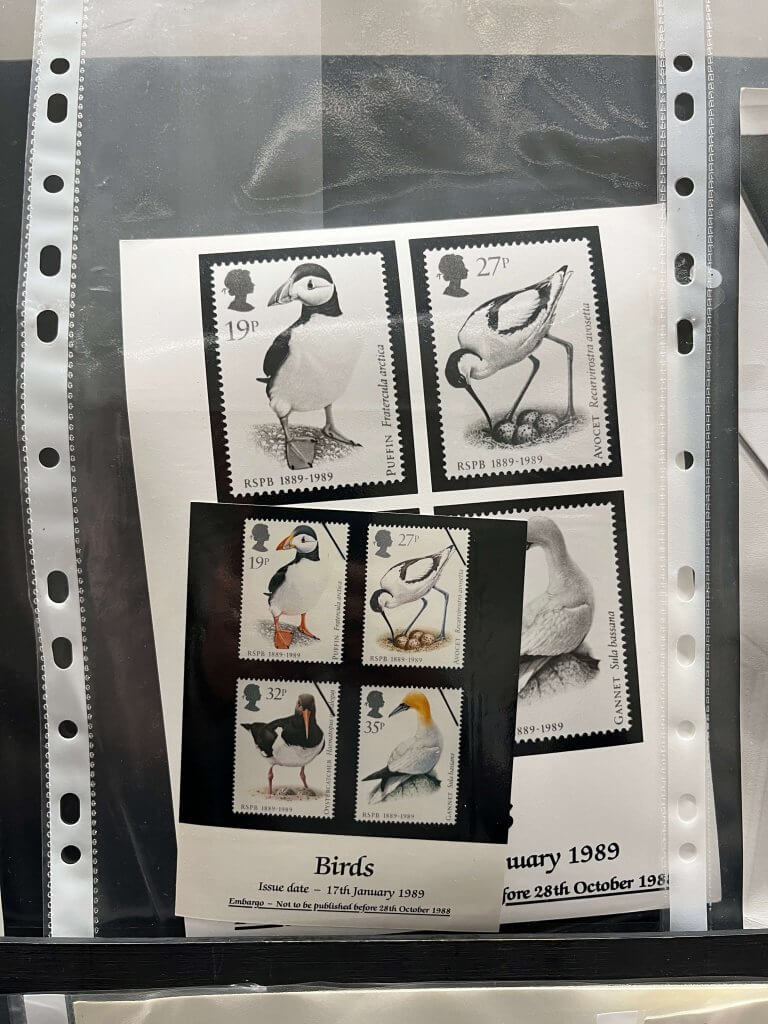 19P
PUFFIN Fratercula arctica
RSPB 1889-1989
27P
AVOCET Recurvirostra avosetta
RSPB 1889-1989
GANNET Sula bassana
889-1989
uary 1989
fore 28th October 198
19P
PUFFIN Fratercula arctica
RSPB 1889-1989
27P
AVOCET Recurvirostra avosetta
RSPB 1889-1989
32P
OYSTERCATCHER Haematopus
RSPB 1889-1989
35P
GANNET Sula bassana
RSPB 1889-1989
Birds
Issue date – 17th January 1989
Embargo – Not to be published before 28th October 1988